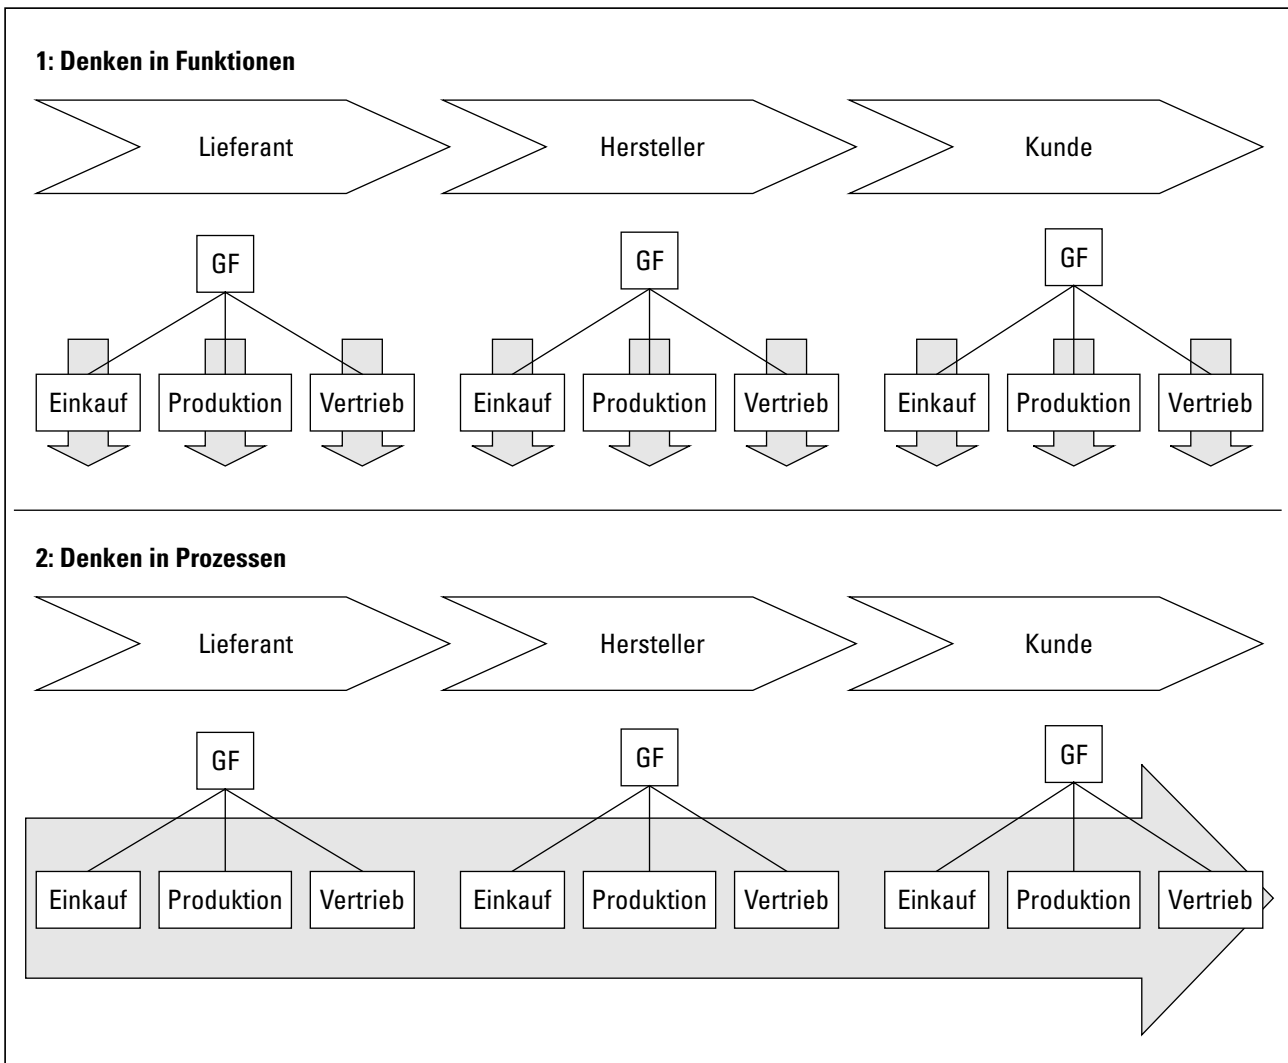 1: Denken in Funktionen
Lieferant Hersteller Kunde
GF GF GF
Einkauf Produktion Vertrieb Einkauf Produktion Vertrieb Einkauf Produktion Vertrieb
2: Denken in Prozessen
Lieferant Hersteller Kunde
GF GF GF
Einkauf Produktion Vertrieb Einkauf Produktion Vertrieb Einkauf Produktion Vertrieb